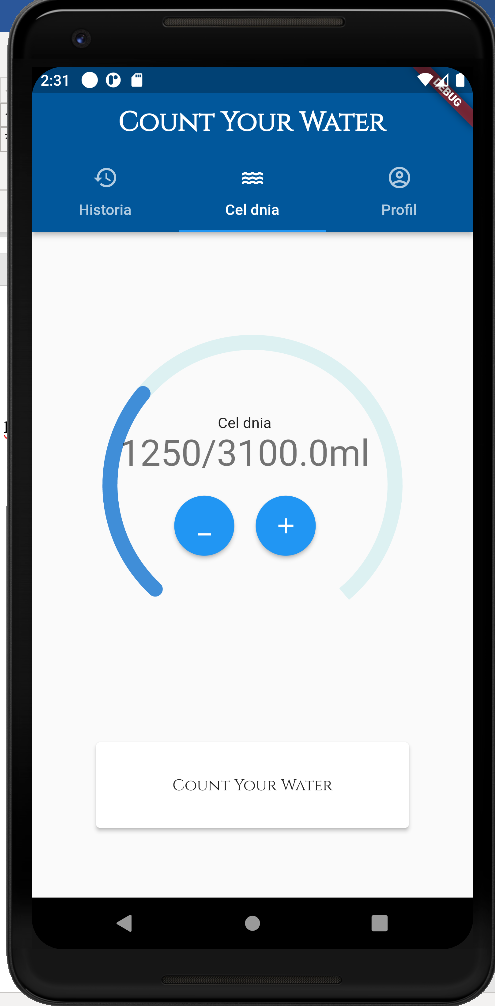 2:31
DEBUG
Count Your Water
Historia
Cel dnia
Profil
Cel dnia
1250/3100.0ml
_ +
Count Your Water